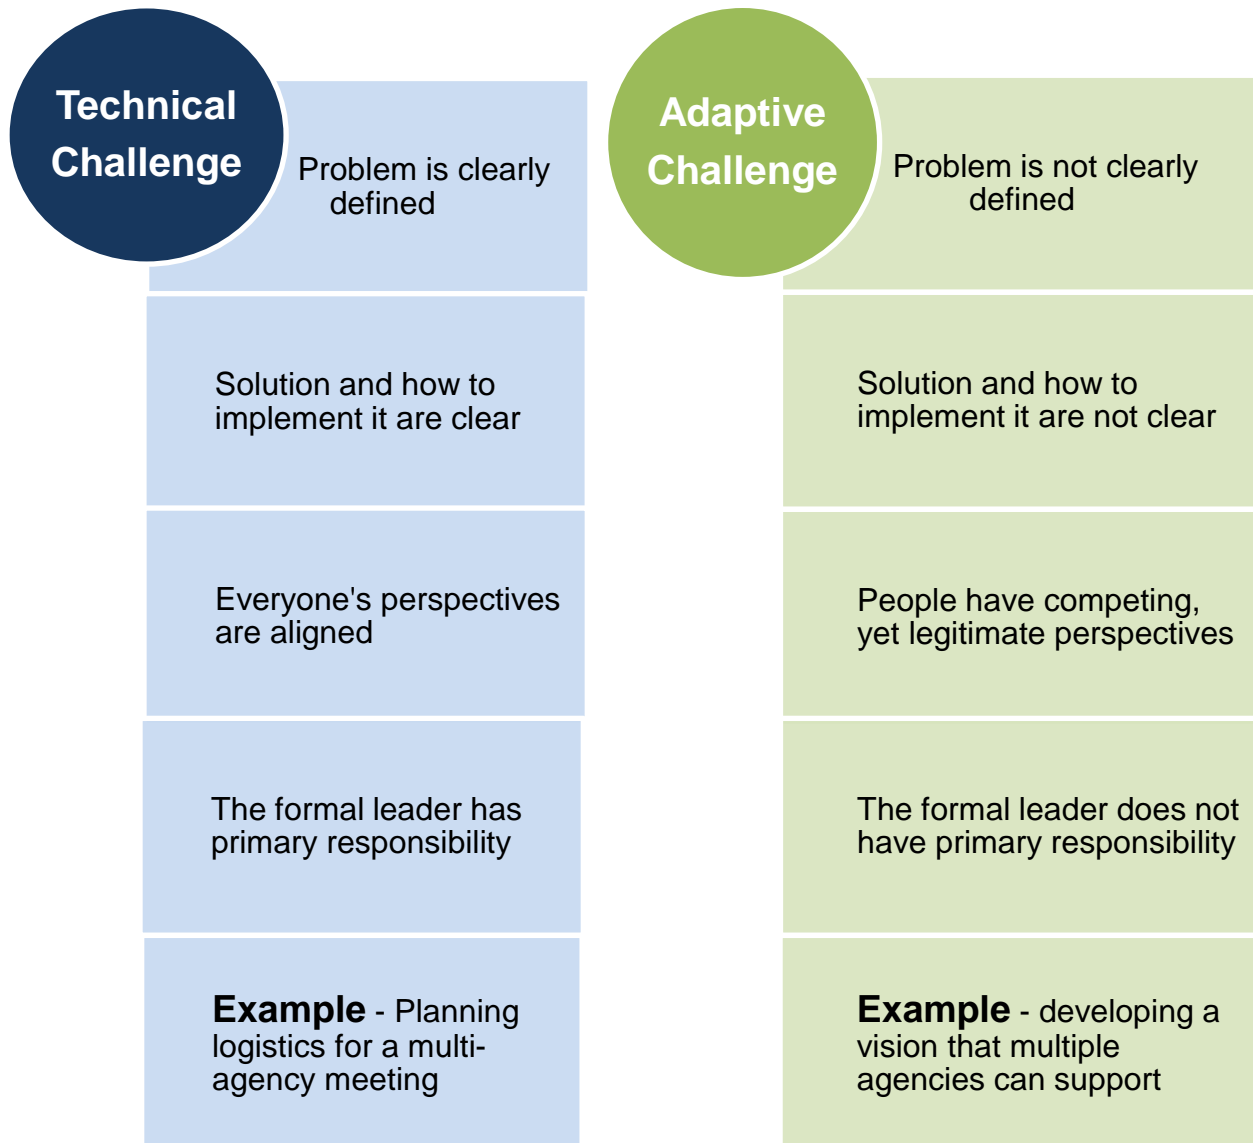 Technical
Challenge
Problem is clearly
defined
Solution and how to
implement it are clear
Everyone's perspectives
are aligned
The formal leader has
primary responsibility
Example - Planning
logistics for a multi-
agency meeting
Adaptive
Challenge
Problem is not clearly
defined
Solution and how to
implement it are not clear
People have competing,
yet legitimate perspectives
The formal leader does not
have primary responsibility
Example - developing a
vision that multiple
agencies can support